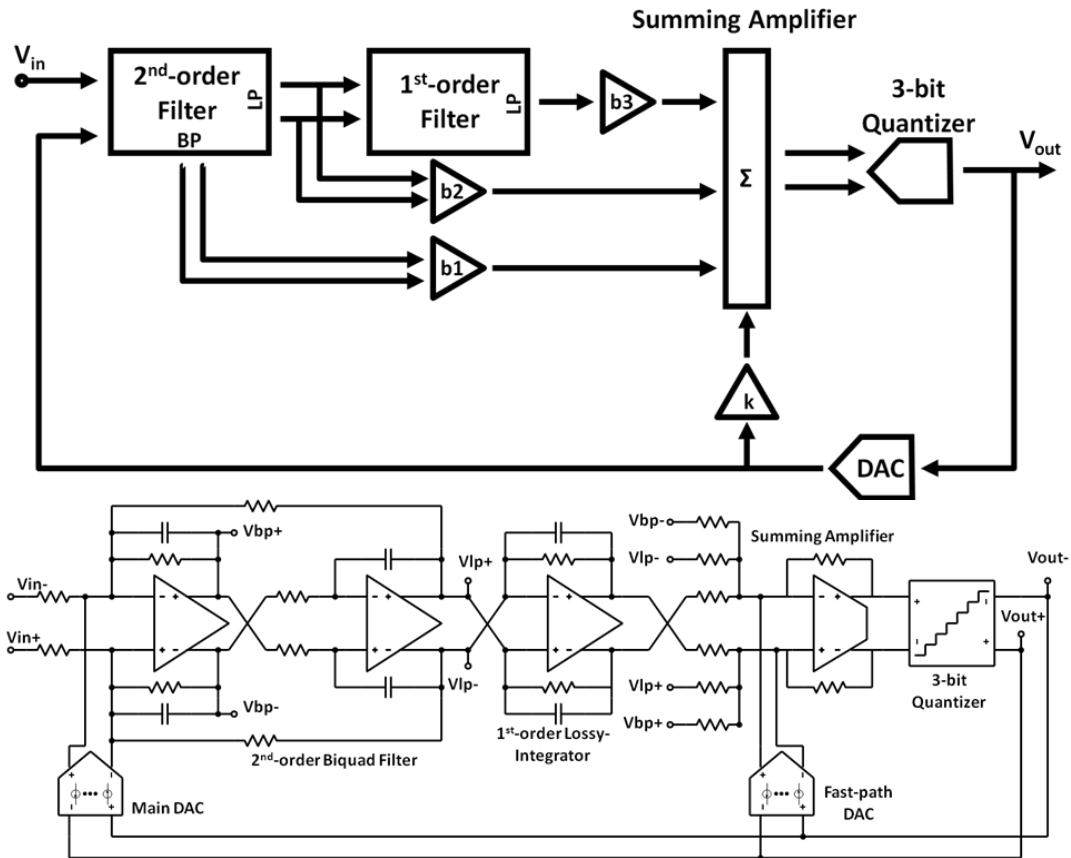 Summing Amplifier
Vin
2nd-order
Filter
LP
BP
1st-order
Filter
LP
b3
3-bit
Quantizer
Vout
b2
Σ
b1
k
DAC
Vbp-
Vbp+
Vlp-
Summing Amplifier
Vlp+
Vin-
- +
- +
- +
- +
+ -
Vout-
Vout+
Vin+
+ -
+ -
+ -
+ -
- +
Vlp-
Vlp+
3-bit
Quantizer
Vbp-
Vbp+
1st-order Lossy-
Integrator
2nd-order Biquad Filter
+ -
- +
Main DAC
+ -
- +
Fast-path
DAC